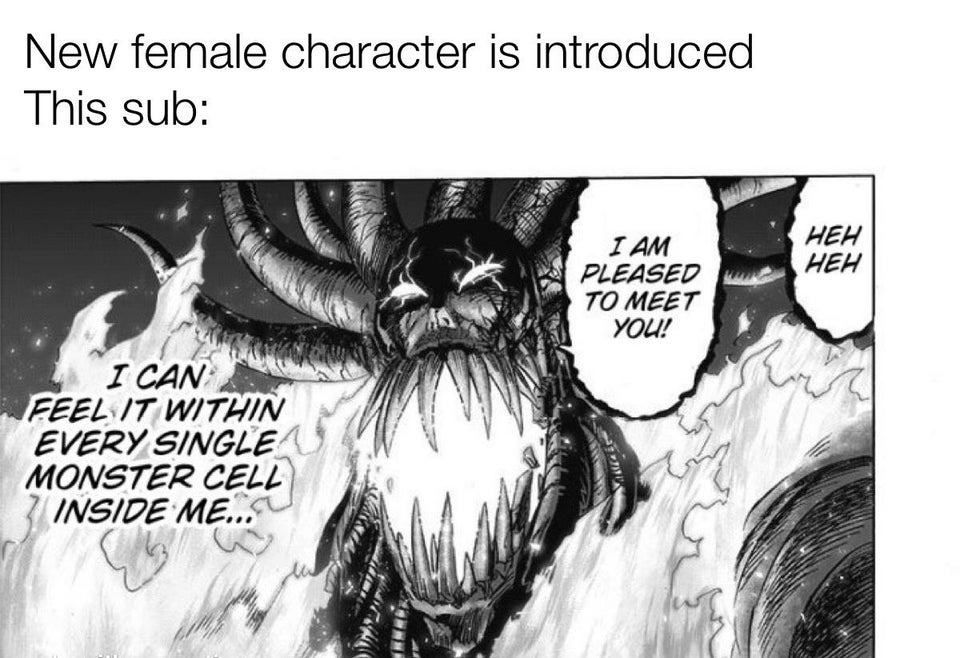 New female character is introduced
This sub:
HEH
HEH
I AM
PLEASED
TO MEET
YOU!
I CAN
FEEL IT WITHIN
EVERY SINGLE
MONSTER CELL
INSIDE ME...